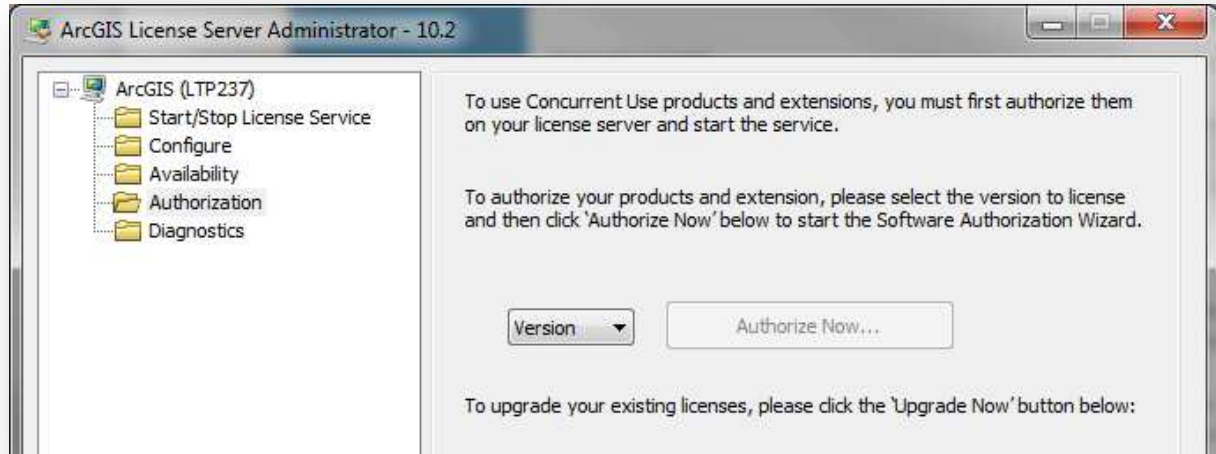 ArcGIS License Server Administrator - 10.2
ArcGIS (LTP237)
Start/Stop License Service
Configure
Availability
Authorization
Diagnostics
To use Concurrent Use products and extensions, you must first authorize them
on your license server and start the service.
To authorize your products and extension, please select the version to license
and then click 'Authorize Now' below to start the Software Authorization Wizard.
Version
Authorize Now...
To upgrade your existing licenses, please click the 'Upgrade Now' button below: